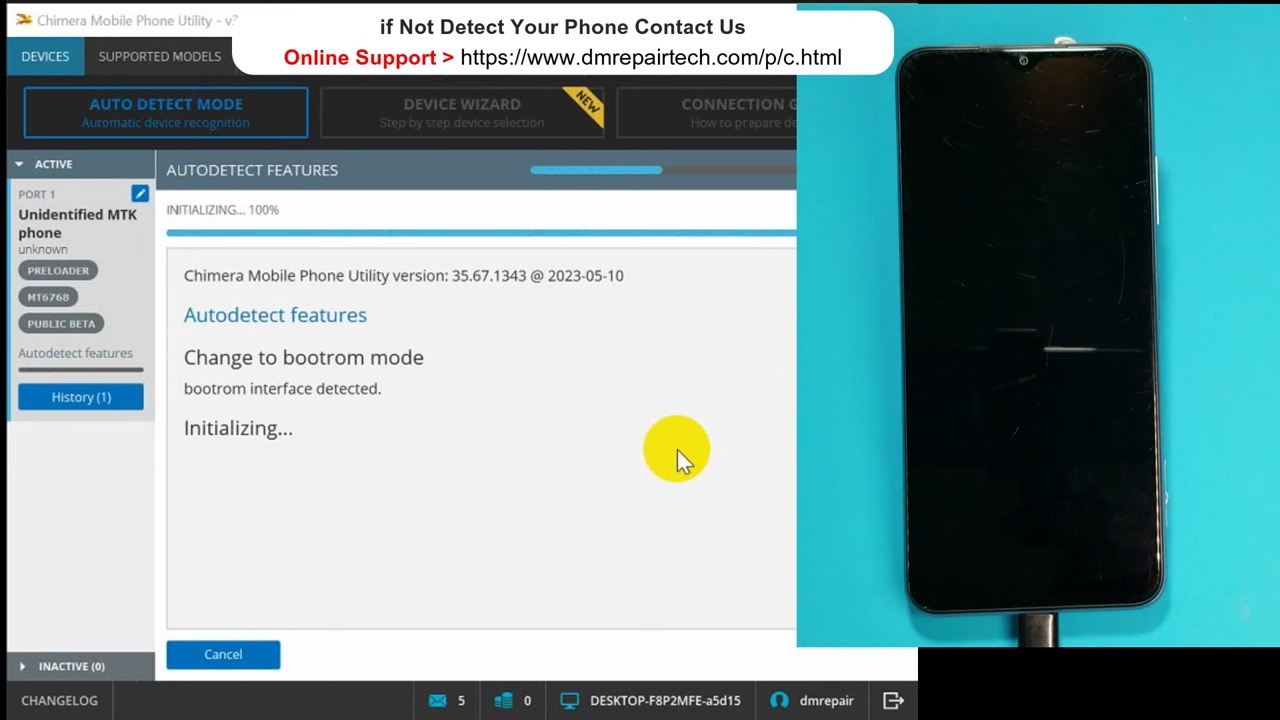 Chimera Mobile Phone Utility - v.
if Not Detect Your Phone Contact Us
Online Support > https://www.dmrepairtech.com/p/c.html
DEVICES
SUPPORTED MODELS
AUTO DETECT MODE
Automatic device recognition
DEVICE WIZARD
Step by step device selection
NEW
CONNECTION G
How to prepare de
ACTIVE
PORT 1
Unidentified MTK
phone
unknown
PRELOADER
MT6768
PUBLIC BETA
Autodetect features
History (1)
AUTODETECT FEATURES
INITIALIZING... 100%
Chimera Mobile Phone Utility version: 35.67.1343 @ 2023-05-10
Autodetect features
Change to bootrom mode
bootrom interface detected.
Initializing...
Cancel
INACTIVE (0)
CHANGELOG
5
0
DESKTOP-F8P2MFE-a5d15
dmrepair